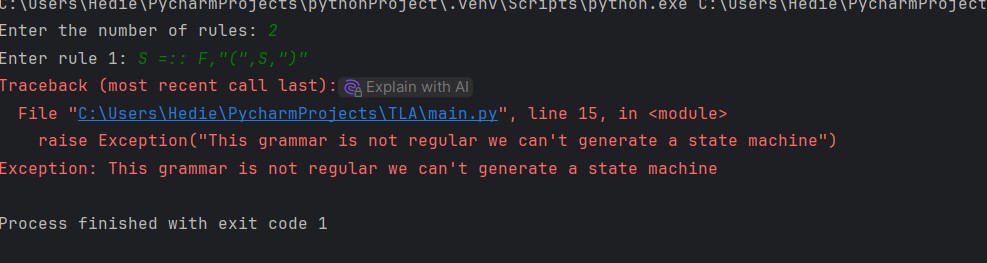 C:\Users\Hedie\PycharmProjects\pythonProject\.venv\Scripts\python.exe C:\Users\Hedie\PycharmProject
Enter the number of rules: 2
Enter rule 1: S =:: F,"(",S,")"
Traceback (most recent call last): Explain with AI
File "C:\Users\Hedie\PycharmProjects\TLA\main.py", line 15, in <module>
raise Exception("This grammar is not regular we can't generate a state machine")
Exception: This grammar is not regular we can't generate a state machine
Process finished with exit code 1